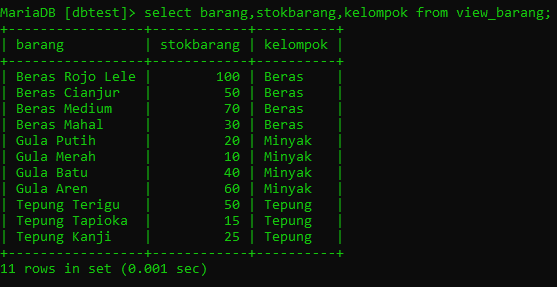 MariaDB [dbtest]> select barang,stokbarang,kelompok from view_barang;
+------------------+------------+----------+
| barang           | stokbarang | kelompok |
+------------------+------------+----------+
| Beras Rojo Lele  |        100 | Beras    |
| Beras Cianjur    |         50 | Beras    |
| Beras Medium     |         70 | Beras    |
| Beras Mahal      |         30 | Beras    |
| Gula Putih       |         20 | Minyak   |
| Gula Merah       |         10 | Minyak   |
| Gula Batu        |         40 | Minyak   |
| Gula Aren        |         60 | Minyak   |
| Tepung Terigu    |         50 | Tepung   |
| Tepung Tapioka   |         15 | Tepung   |
| Tepung Kanji     |         25 | Tepung   |
+------------------+------------+----------+
11 rows in set (0.001 sec)